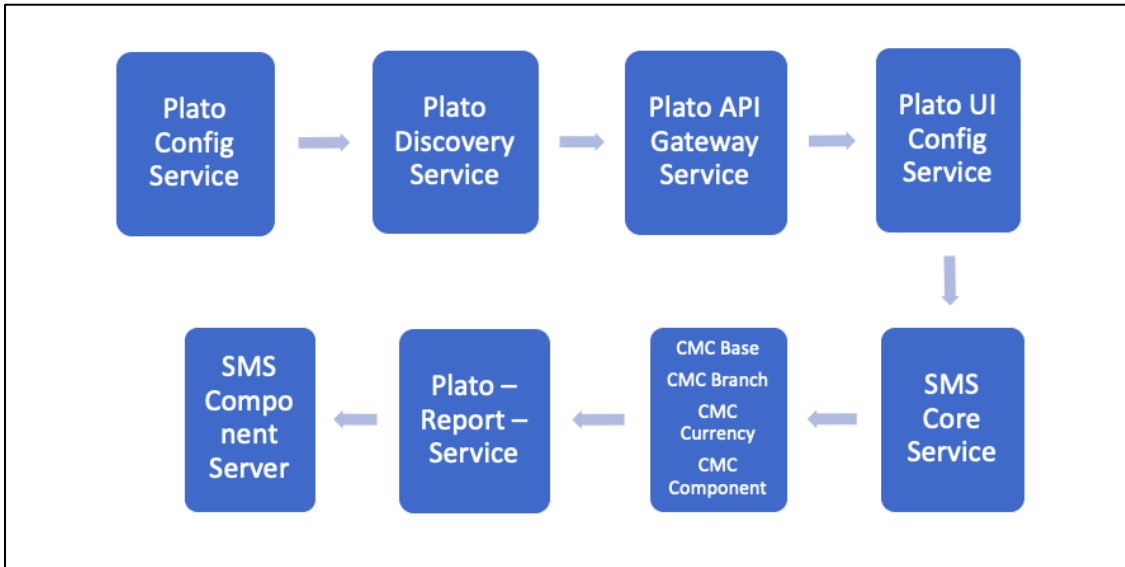 Plato
Config
Service
Plato
Discovery
Service
Plato API
Gateway
Service
Plato UI
Config
Service
SMS
Core
Service
CMC Base
CMC Branch
CMC
Currency
CMC
Component
Plato –
Report –
Service
SMS
Compo
nent
Server